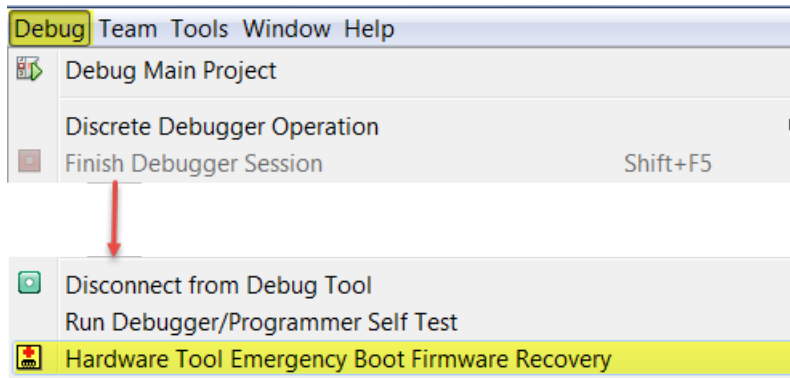 Debug Team Tools Window Help
Debug Main Project
Discrete Debugger Operation
Finish Debugger Session Shift+F5
Disconnect from Debug Tool
Run Debugger/Programmer Self Test
Hardware Tool Emergency Boot Firmware Recovery